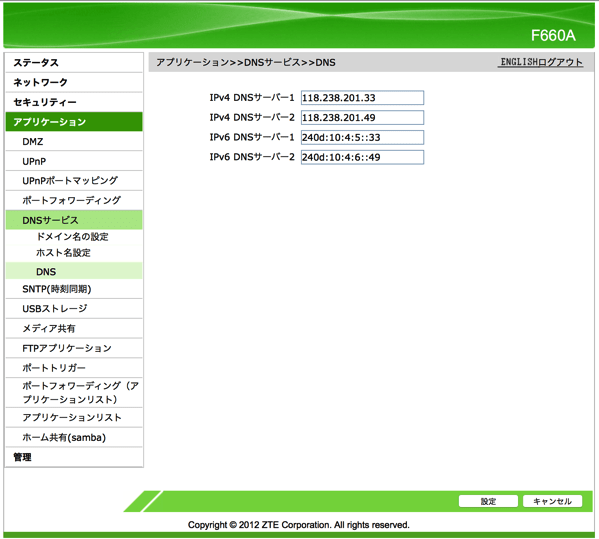 F660A
ステータス
ネットワーク
セキュリティー
アプリケーション
DMZ
UPnP
UPnPポートマッピング
ポートフォワーディング
DNSサービス
ドメイン名の設定
ホスト名設定
DNS
SNTP(時刻同期)
USBストレージ
メディア共有
FTPアプリケーション
ポートトリガー
ポートフォワーディング（ア
プリケーションリスト）
アプリケーションリスト
ホーム共有(samba)
管理
アプリケーション>>DNSサービス>>DNS ENGLISHログアウト
IPv4 DNSサーバー1 118.238.201.33
IPv4 DNSサーバー2 118.238.201.49
IPv6 DNSサーバー1 240d:10:4:5::33
IPv6 DNSサーバー2 240d:10:4:6::49
設定 キャンセル
Copyright © 2012 ZTE Corporation. All rights reserved.